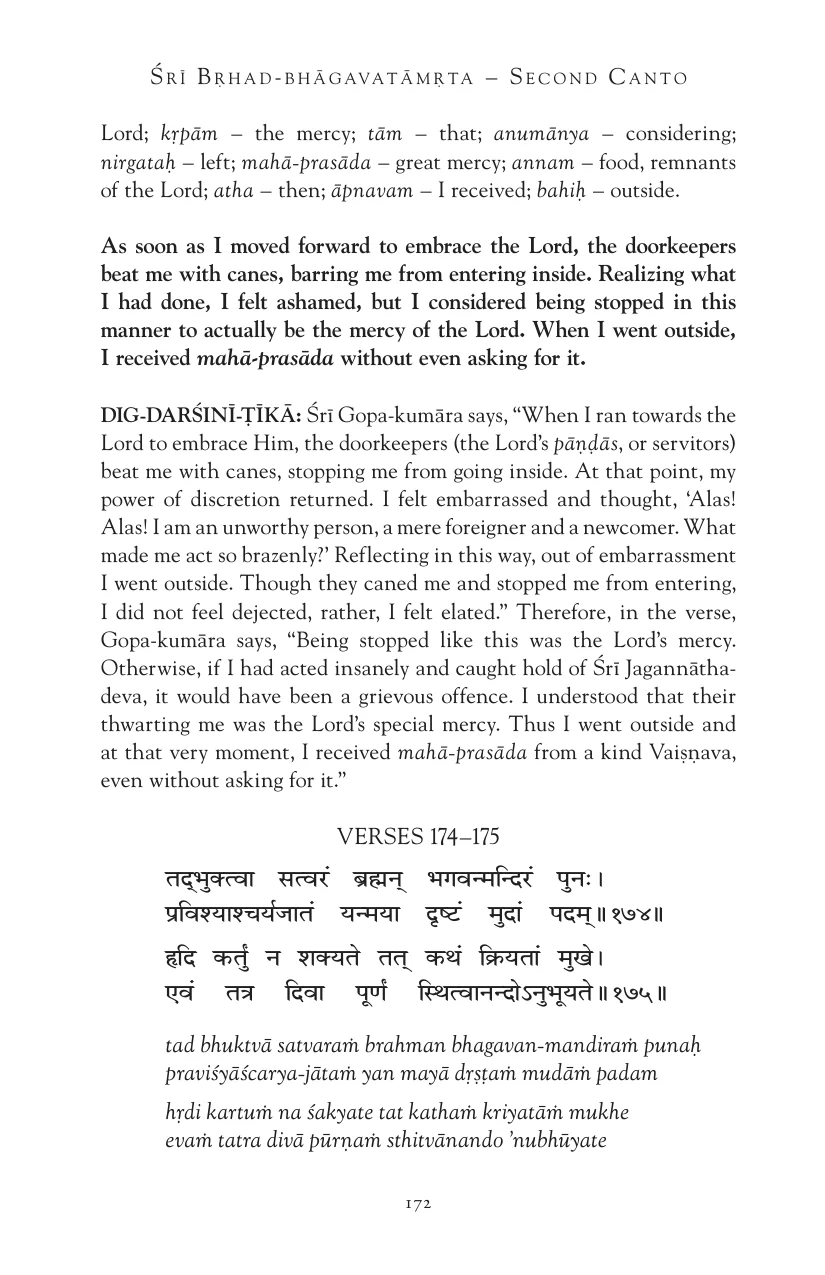 Śrī Bṛhad-bhāgavatāmṛta – Second Canto
Lord; kṛpām – the mercy; tām – that; anumānya – considering;
nirgataḥ – left; mahā-prasāda – great mercy; annam – food, remnants
of the Lord; atha – then; āpnavam – I received; bahiḥ – outside.
As soon as I moved forward to embrace the Lord, the doorkeepers
beat me with canes, barring me from entering inside. Realizing what
I had done, I felt ashamed, but I considered being stopped in this
manner to actually be the mercy of the Lord. When I went outside,
I received mahā-prasāda without even asking for it.
DIG-DARŚINĪ-ṬĪKĀ: Śrī Gopa-kumāra says, “When I ran towards the
Lord to embrace Him, the doorkeepers (the Lord’s pāṇḍās, or servitors)
beat me with canes, stopping me from going inside. At that point, my
power of discretion returned. I felt embarrassed and thought, ‘Alas!
Alas! I am an unworthy person, a mere foreigner and a newcomer. What
made me act so brazenly?’ Reflecting in this way, out of embarrassment
I went outside. Though they caned me and stopped me from entering,
I did not feel dejected, rather, I felt elated.” Therefore, in the verse,
Gopa-kumāra says, “Being stopped like this was the Lord’s mercy.
Otherwise, if I had acted insanely and caught hold of Śrī Jagannātha-
deva, it would have been a grievous offence. I understood that their
thwarting me was the Lord’s special mercy. Thus I went outside and
at that very moment, I received mahā-prasāda from a kind Vaiṣṇava,
even without asking for it.”
VERSES 174–175
तद्भुक्त्वा सत्वरं ब्रह्मन् भगवन्मन्दिरं पुनः।
प्रविश्याश्चर्यजातं यन्मया दृष्टं मुदां पदम्॥१७४॥
हृदि कर्तुं न शक्यते तत् कथं क्रियतां मुखे।
एवं तत्र दिवा पूर्णं स्थित्वानन्दोऽनुभूयते॥१७५॥
tad bhuktvā satvaraṁ brahman bhagavan-mandiraṁ punaḥ
praviśyāścarya-jātaṁ yan mayā dṛṣṭaṁ mudāṁ padam
hṛdi kartuṁ na śakyate tat kathaṁ kriyatāṁ mukhe
evaṁ tatra divā pūrṇaṁ sthitvānando ’nubhūyate
172